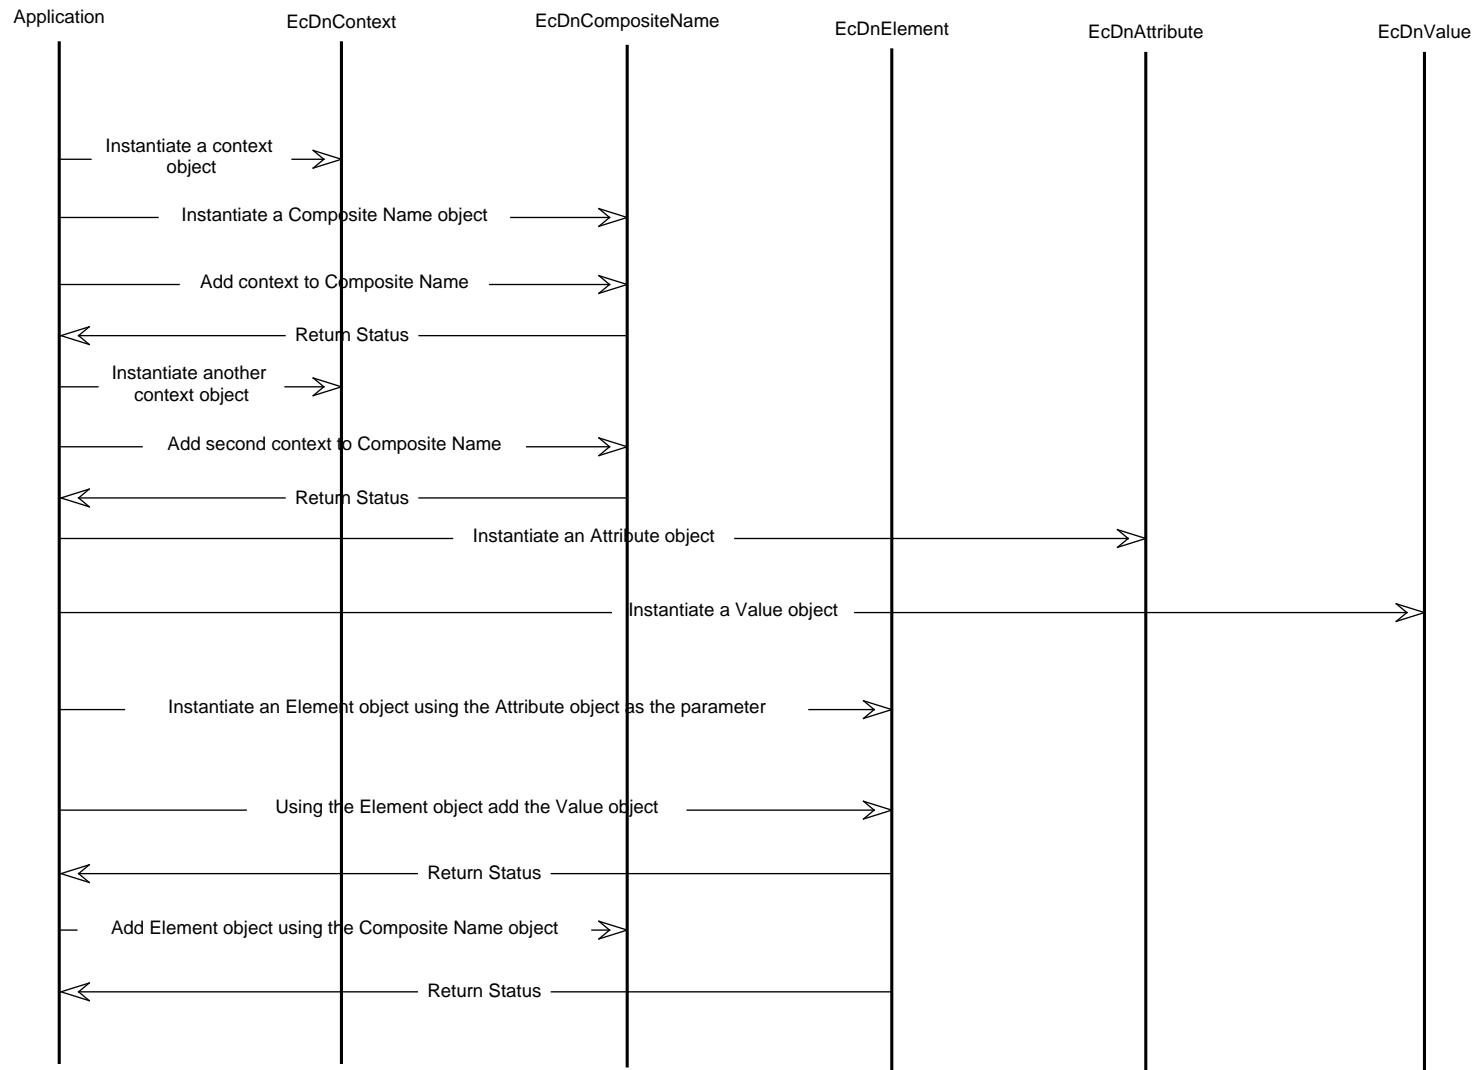 Application
EcDnContext
EcDnCompositeName
EcDnElement
EcDnAttribute
EcDnValue
Instantiate a context
object
Instantiate a Composite Name object
Add context to Composite Name
Return Status
Instantiate another
context object
Add second context to Composite Name
Return Status
Instantiate an Attribute object
Instantiate a Value object
Instantiate an Element object using the Attribute object as the parameter
Using the Element object add the Value object
Return Status
Add Element object using the Composite Name object
Return Status